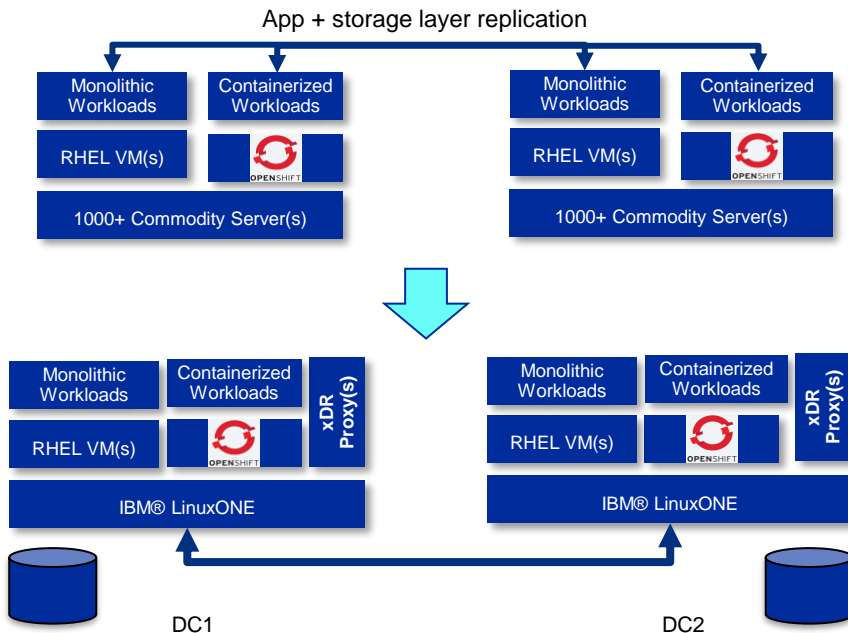 App + storage layer replication
Monolithic
Workloads
Containerized
Workloads
RHEL VM(s)
OPENSHIFT
1000+ Commodity Server(s)
Monolithic
Workloads
Containerized
Workloads
RHEL VM(s)
OPENSHIFT
1000+ Commodity Server(s)
Monolithic
Workloads
Containerized
Workloads
xDR
Proxy(s)
RHEL VM(s)
OPENSHIFT
IBM® LinuxONE
Monolithic
Workloads
Containerized
Workloads
xDR
Proxy(s)
RHEL VM(s)
OPENSHIFT
IBM® LinuxONE
DC1
DC2